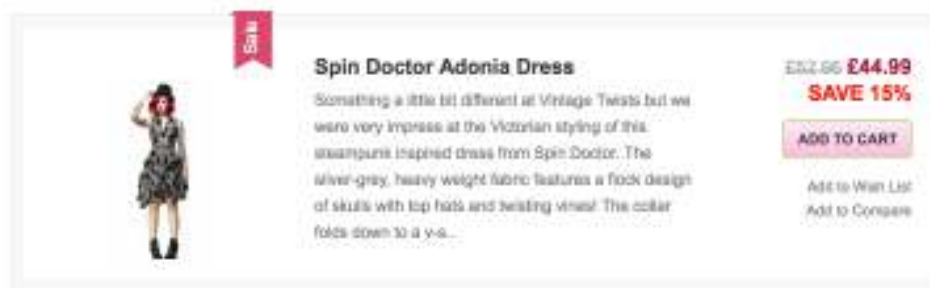 Sale
Spin Doctor Adonia Dress
Something a little bit different at Vintage Twists but we
were very impress at the Victorian styling of this
steampunk inspired dress from Spin Doctor. The
silver-grey, heavy weight fabric features a flock design
of skulls with top hats and twisting vines! The collar
folds down to a v-s...
£44.99
SAVE 15%
ADD TO CART
Add to Wish List
Add to Compare